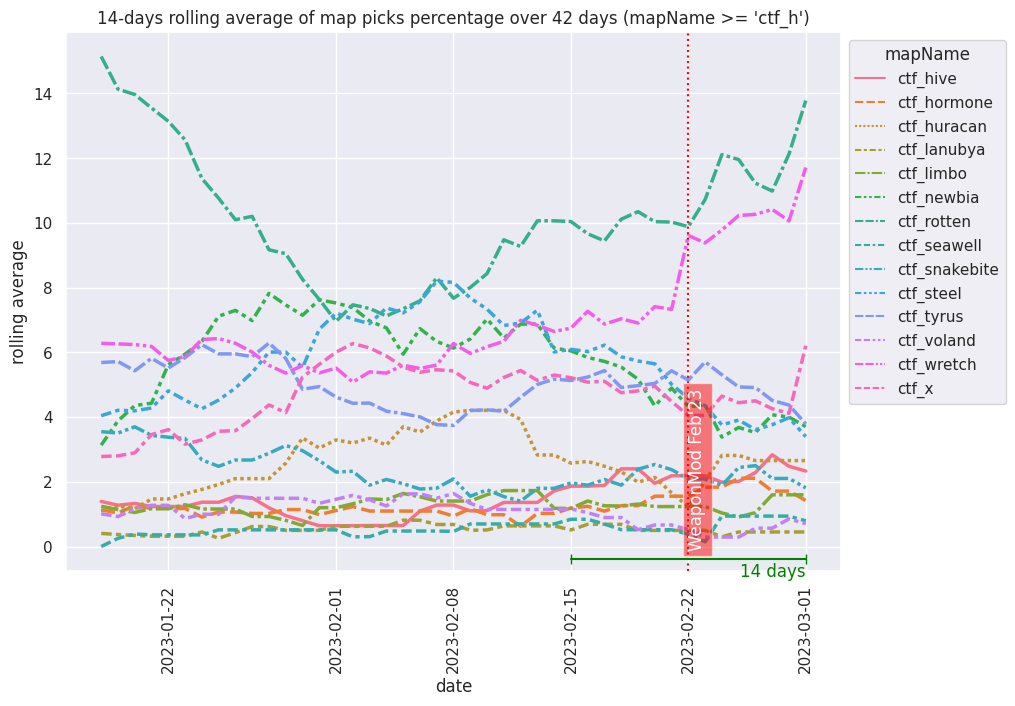 14-days rolling average of map picks percentage over 42 days (mapName >= 'ctf_h')
rolling average
14
12
10
8
6
4
2
0
WeaponMod Feb'23
14 days
2023-01-22
2023-02-01
2023-02-08
2023-02-15
2023-02-22
2023-03-01
date
mapName
ctf_hive
ctf_hormone
ctf_huracan
ctf_lanubya
ctf_limbo
ctf_newbia
ctf_rotten
ctf_seawell
ctf_snakebite
ctf_steel
ctf_tyrus
ctf_voland
ctf_wretch
ctf_x